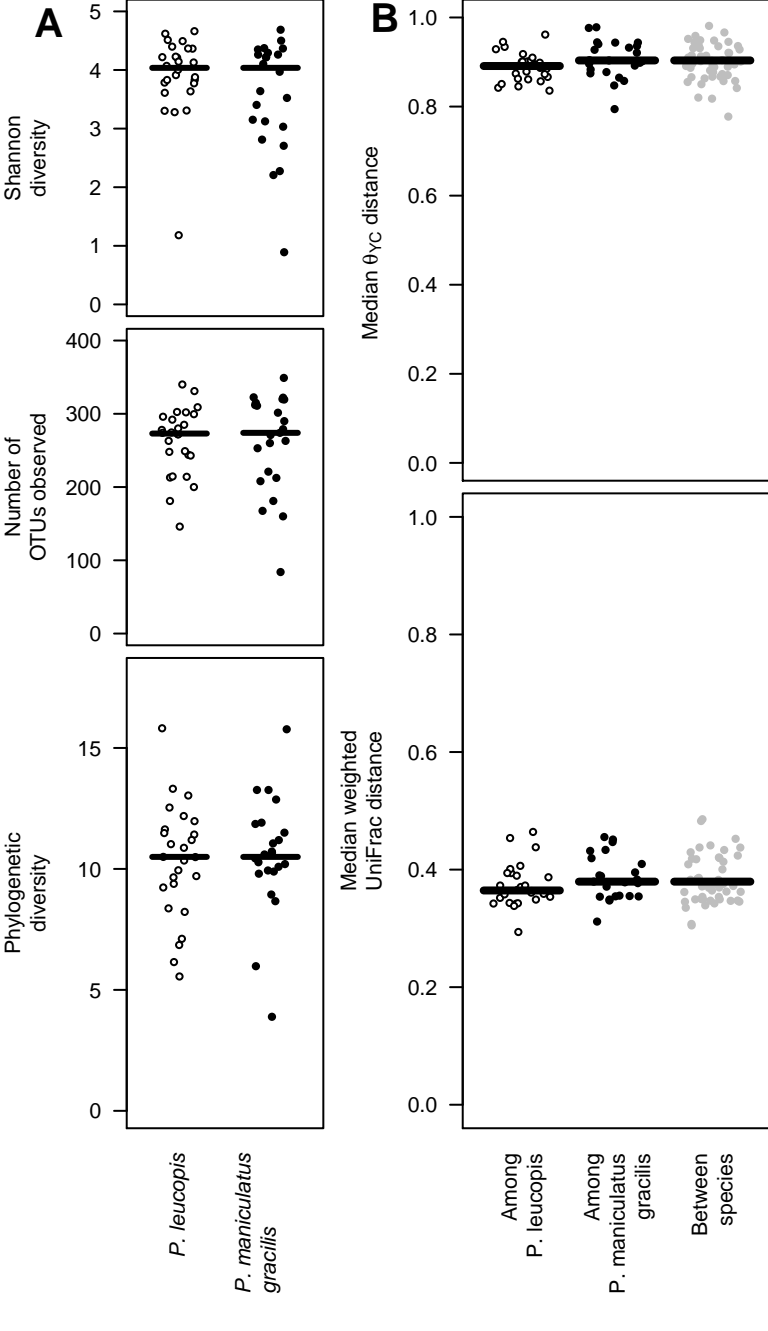 A
5
4
3
2
1
0
Shannon
diversity
400
300
200
100
0
Number of
OTUs observed
15
10
5
0
Phylogenetic
diversity
P. leucopis
P. maniculatus
gracilis
B
1.0
0.8
0.6
0.4
0.2
0.0
Median θYC distance
1.0
0.8
0.6
0.4
0.2
0.0
Median weighted
UniFrac distance
Among
P. leucopis
Among
P. maniculatus
gracilis
Between
species